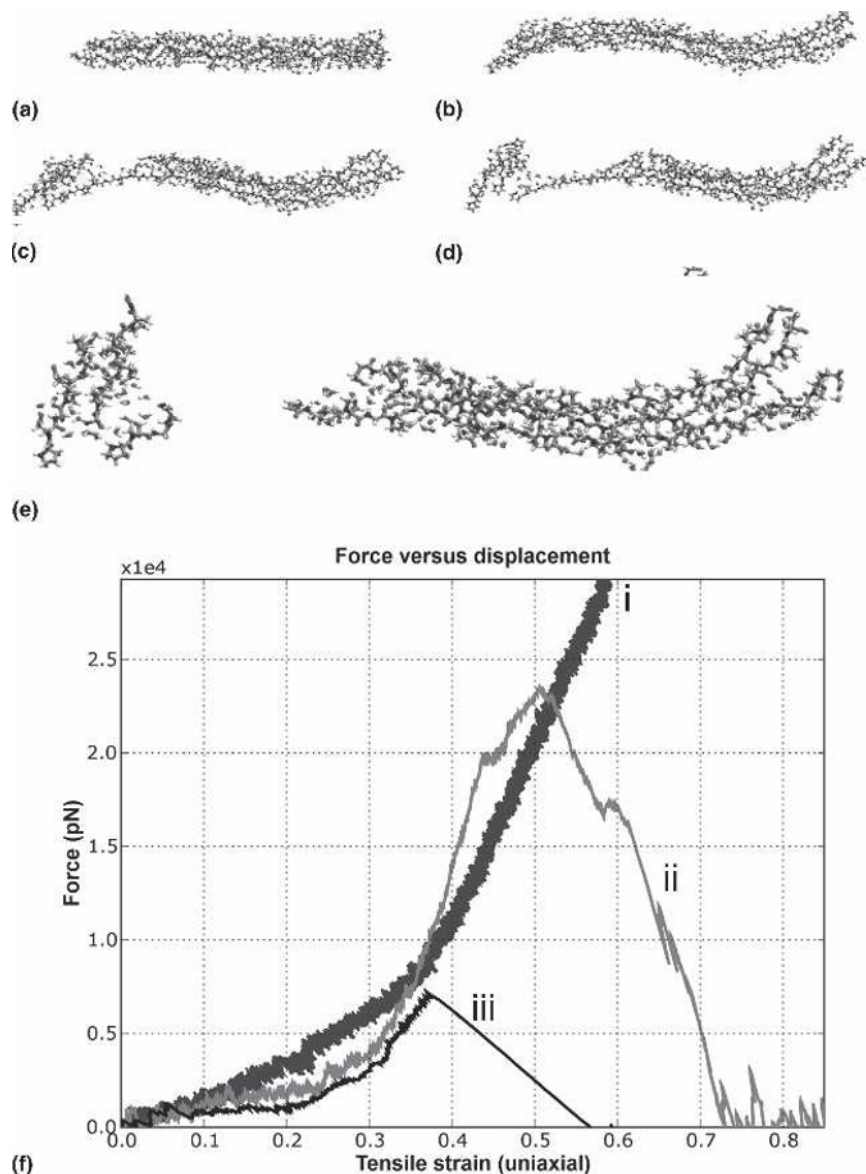 (a)
(b)
(c)
(d)
(e)
Force versus displacement
x1e4
i
2.5
2.0
Force (pN)
1.5
ii
1.0
iii
0.5
0.0
0.0 0.1 0.2 0.3 0.4 0.5 0.6 0.7 0.8
(f)
Tensile strain (uniaxial)